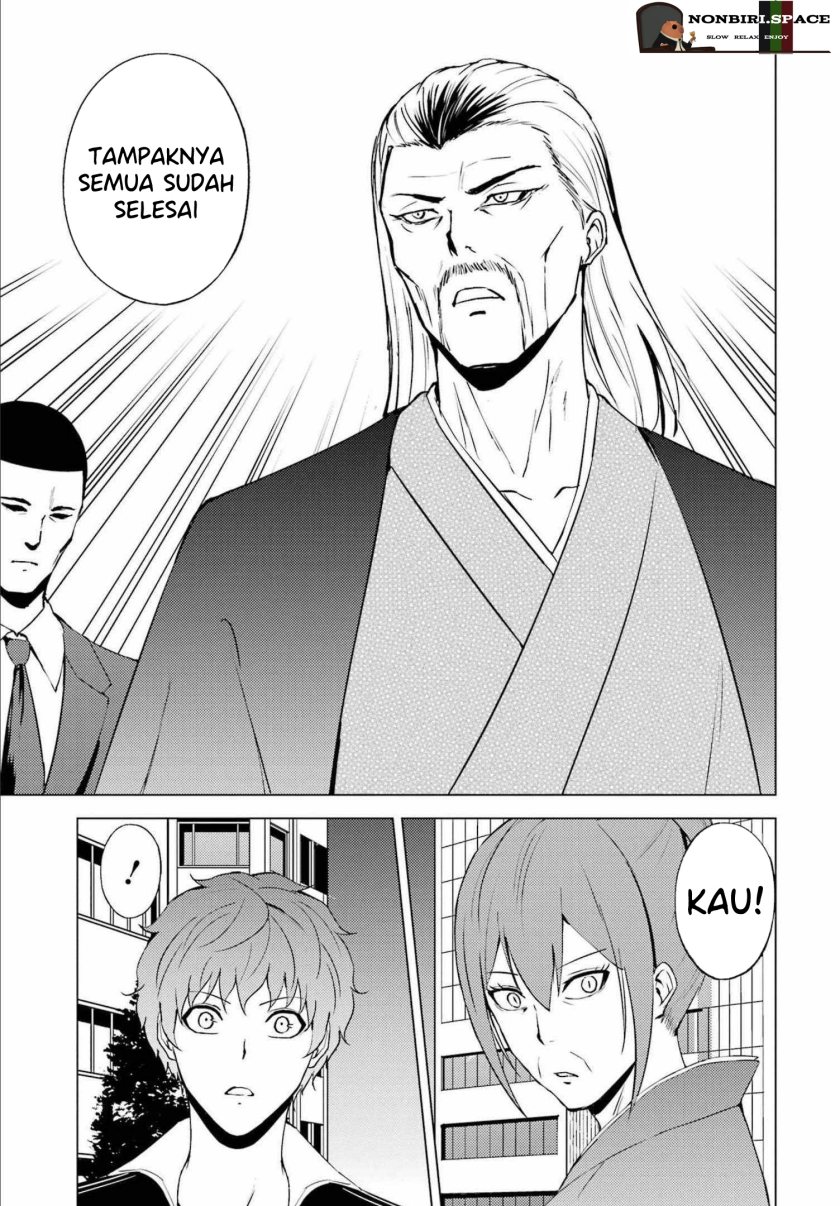 NONBIRI.SPACE
SLOW RELAX ENJOY
TAMPAKNYA
SEMUA SUDAH
SELESAI
KAU!
!